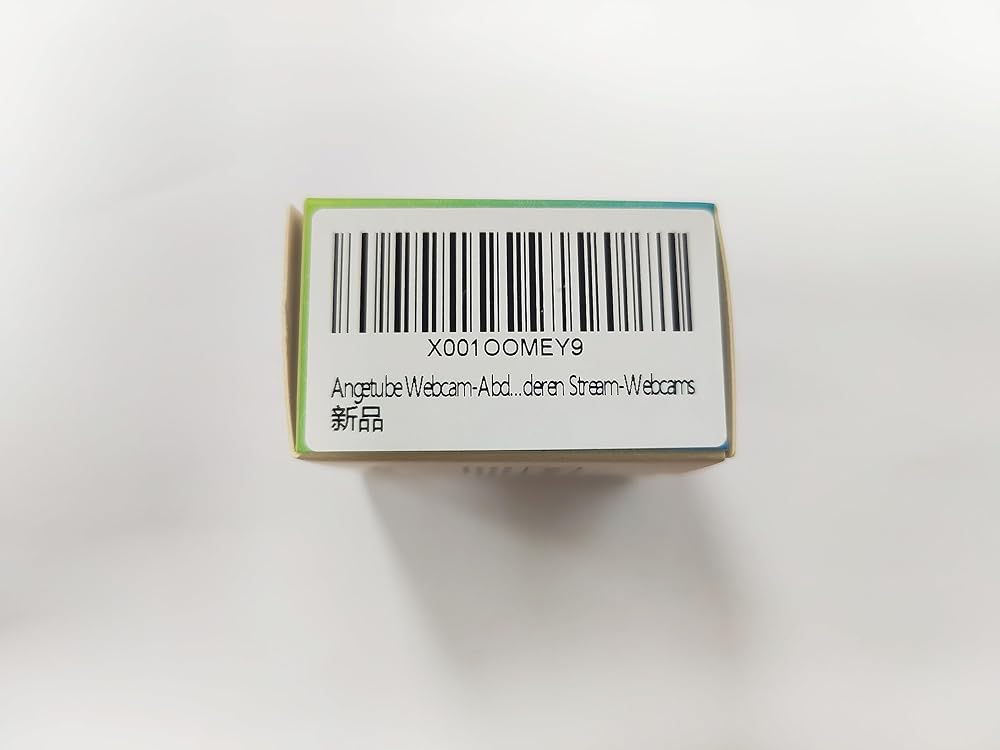 X001OOMEY9
Angetube Webcam-Abd...deren Stream-Webcams
新品